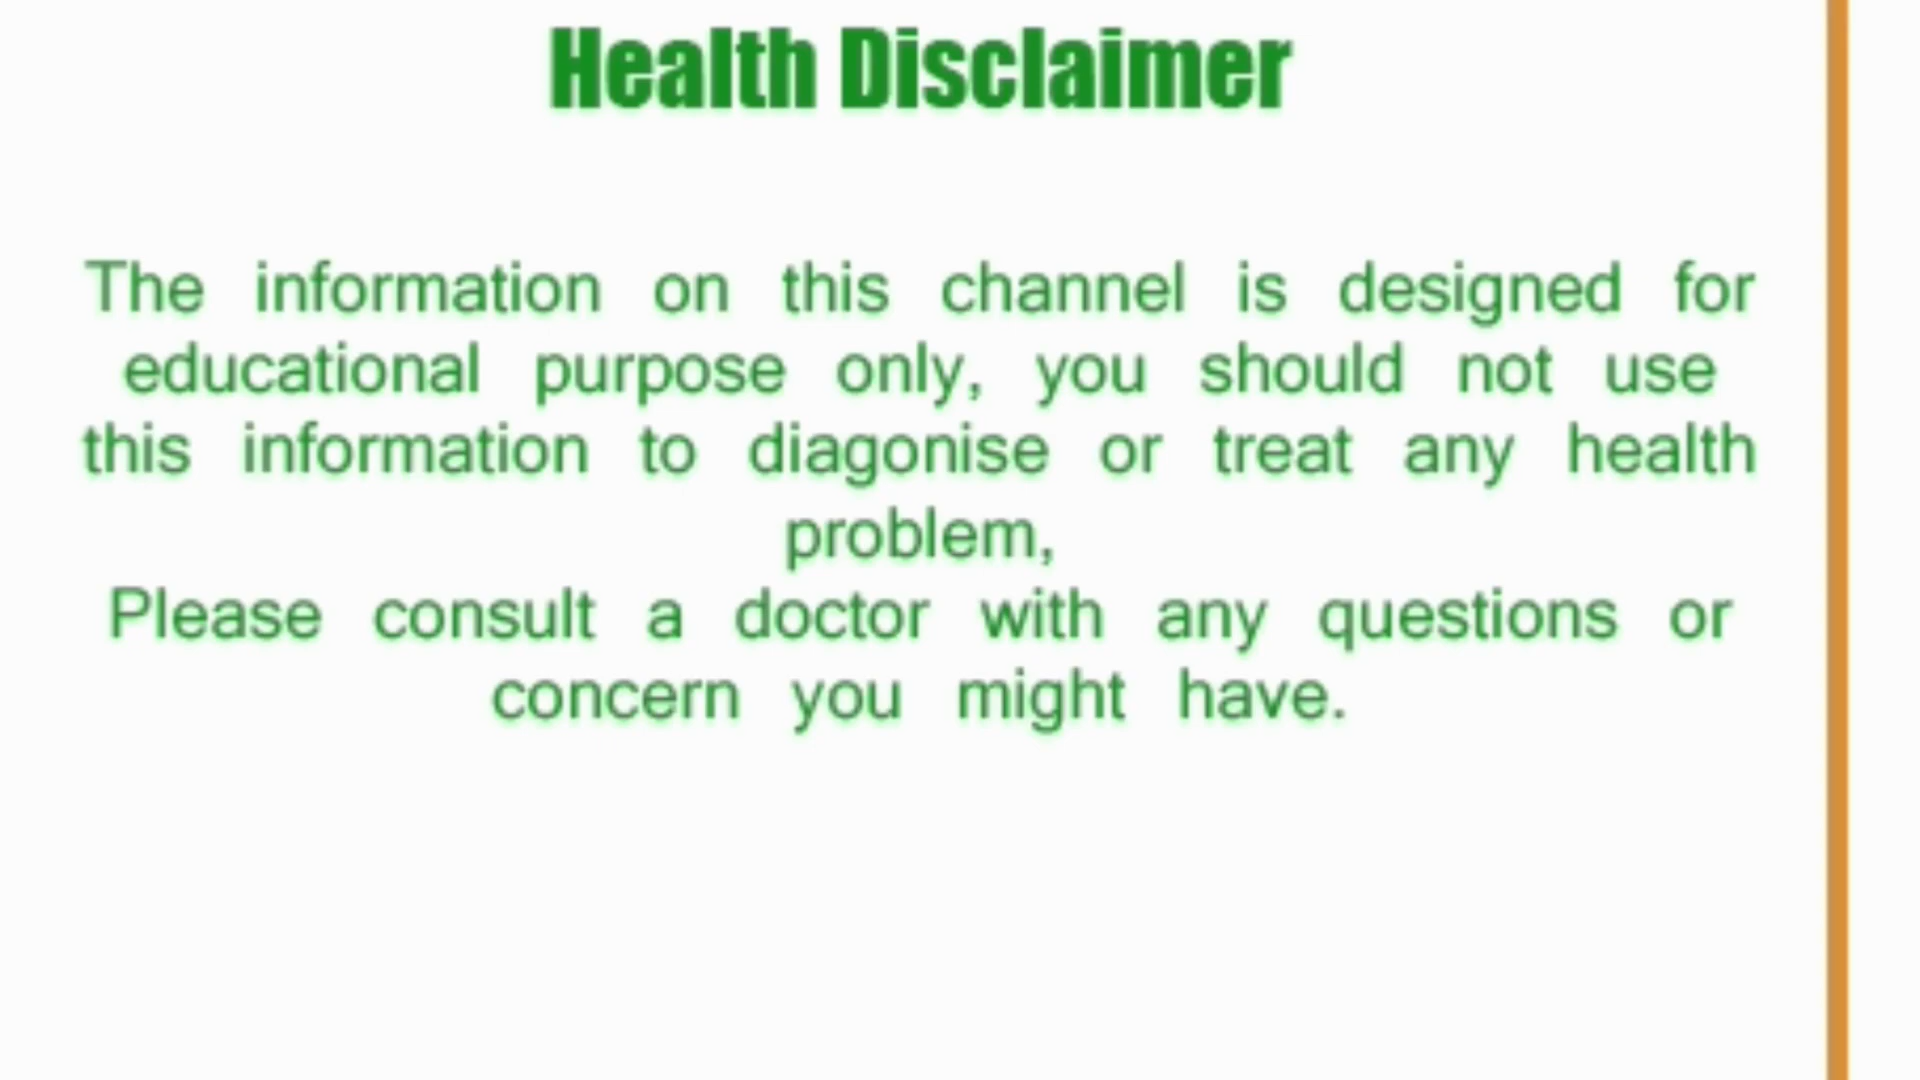 Health Disclaimer
The information on this channel is designed for
educational purpose only, you should not use
this information to diagonise or treat any health
problem,
Please consult a doctor with any questions or
concern you might have.